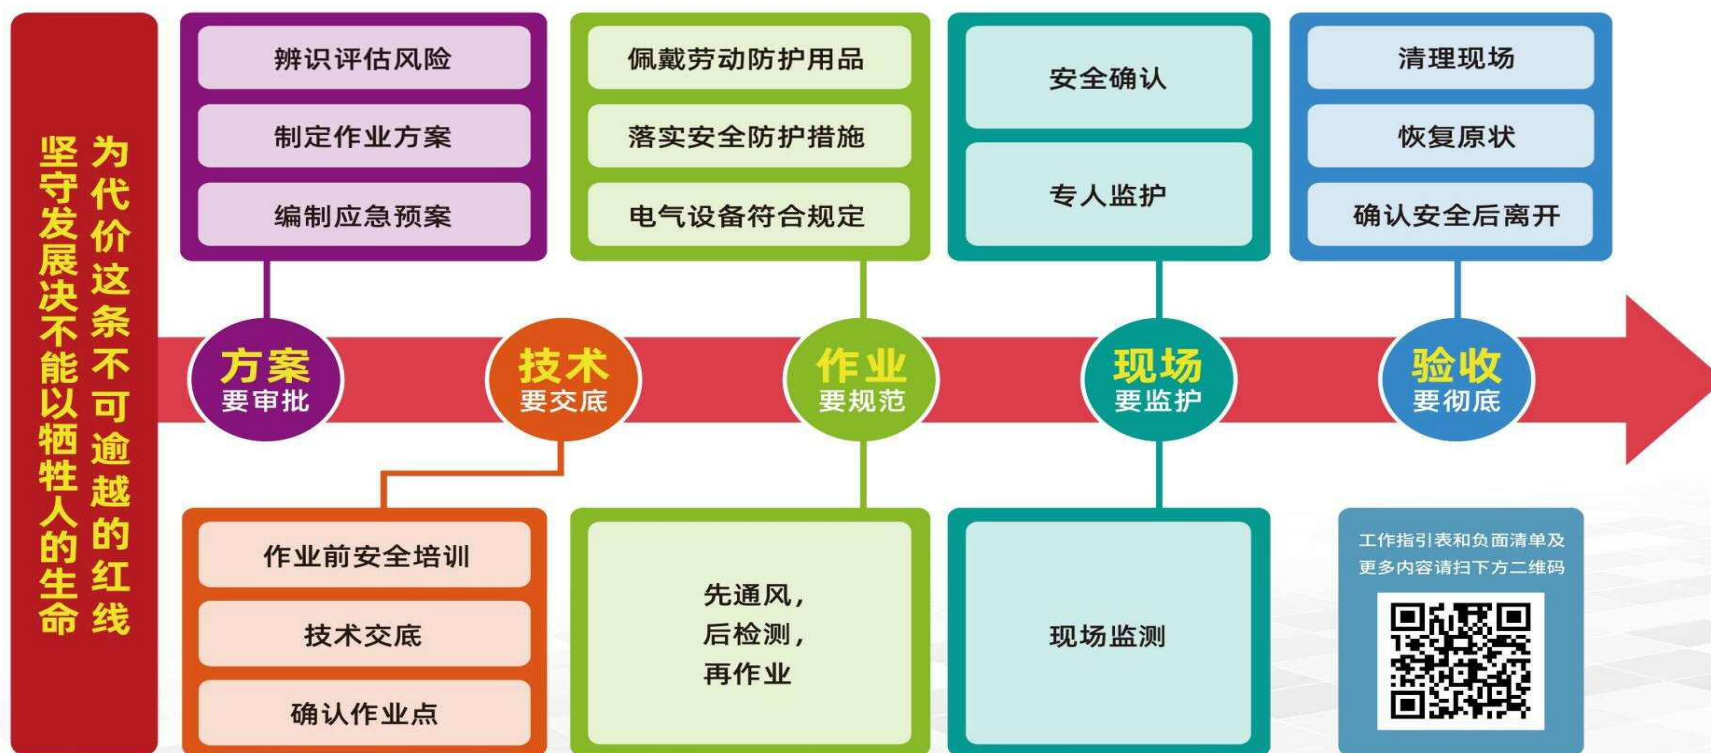 坚守发展决不能以牺牲人的生命
为代价这条不可逾越的红线
辨识评估风险
制定作业方案
编制应急预案
佩戴劳动防护用品
落实安全防护措施
电气设备符合规定
安全确认
专人监护
清理现场
恢复原状
确认安全后离开
方案
要审批
技术
要交底
作业
要规范
现场
要监护
验收
要彻底
作业前安全培训
技术交底
确认作业点
先通风，
后检测，
再作业
现场监测
工作指引表和负面清单及
更多内容请扫下方二维码